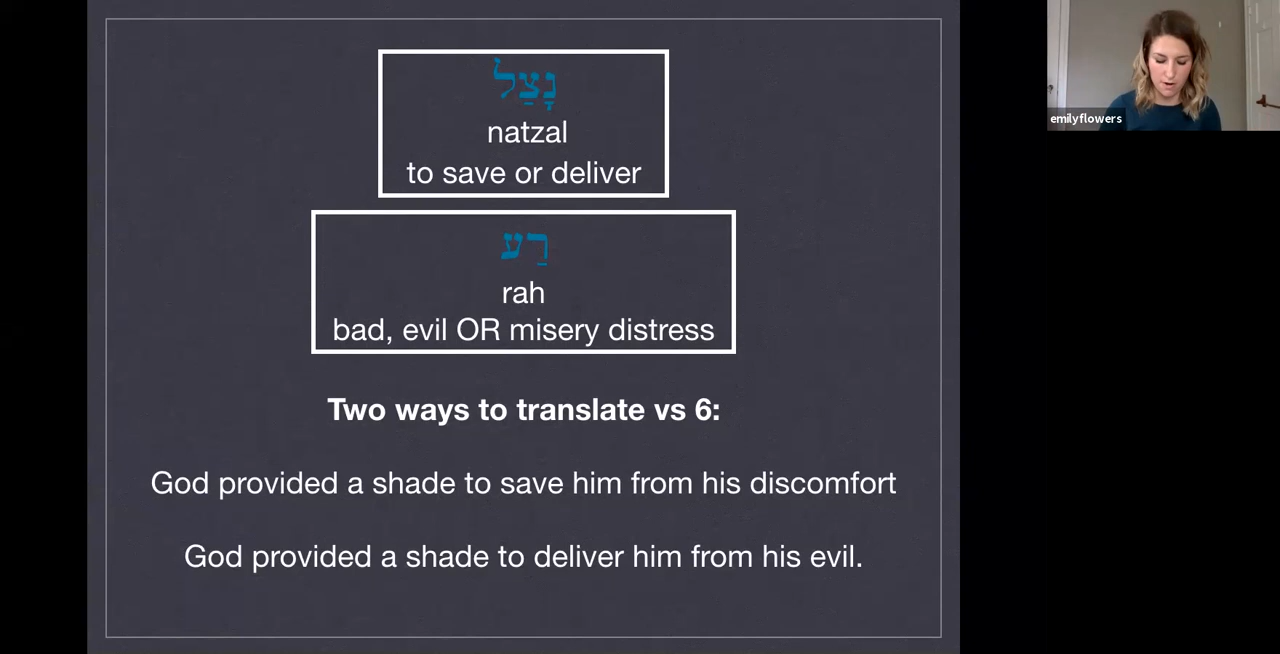 נָצַל
natzal
to save or deliver
רַע
rah
bad, evil OR misery distress
Two ways to translate vs 6:
God provided a shade to save him from his discomfort
God provided a shade to deliver him from his evil.
emilyflowers